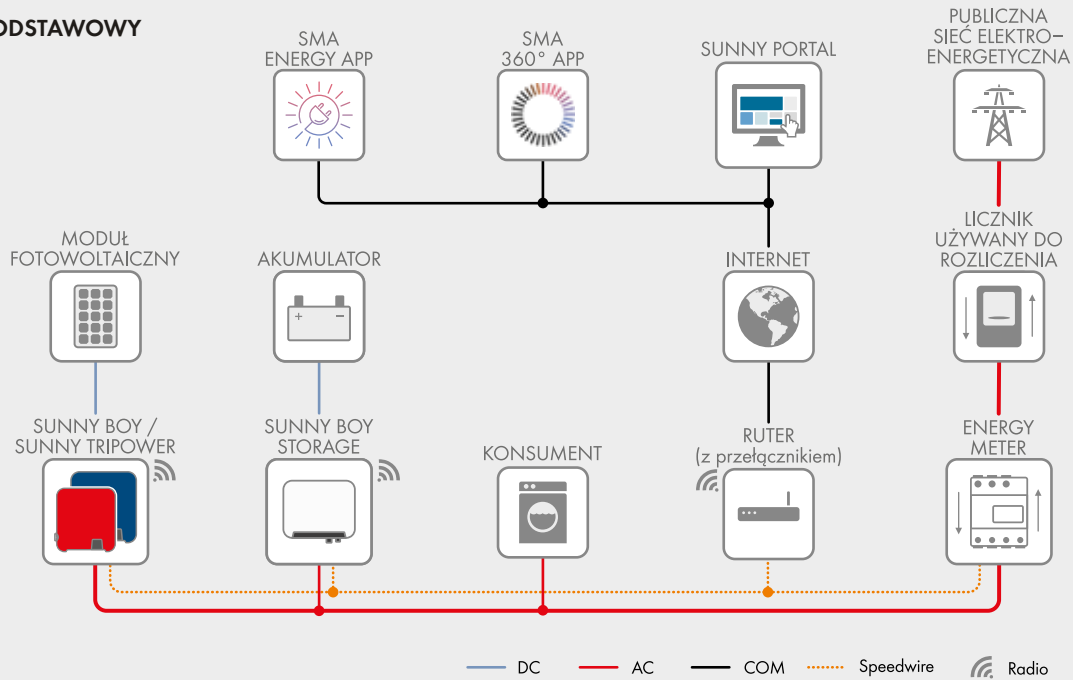 ODSTAWOWY
SMA
ENERGY APP
SMA
360° APP
SUNNY PORTAL
PUBLICZNA
SIEĆ ELEKTRO–
ENERGETYCZNA
MODUŁ
FOTOWOLTAICZNY
AKUMULATOR
+ −
INTERNET
LICZNIK
UŻYWANY DO
ROZLICZENIA
SUNNY BOY /
SUNNY TRIPOWER
SUNNY BOY
STORAGE
KONSUMENT
RUTER
(z przełącznikiem)
ENERGY
METER
DC
AC
COM
Speedwire
Radio